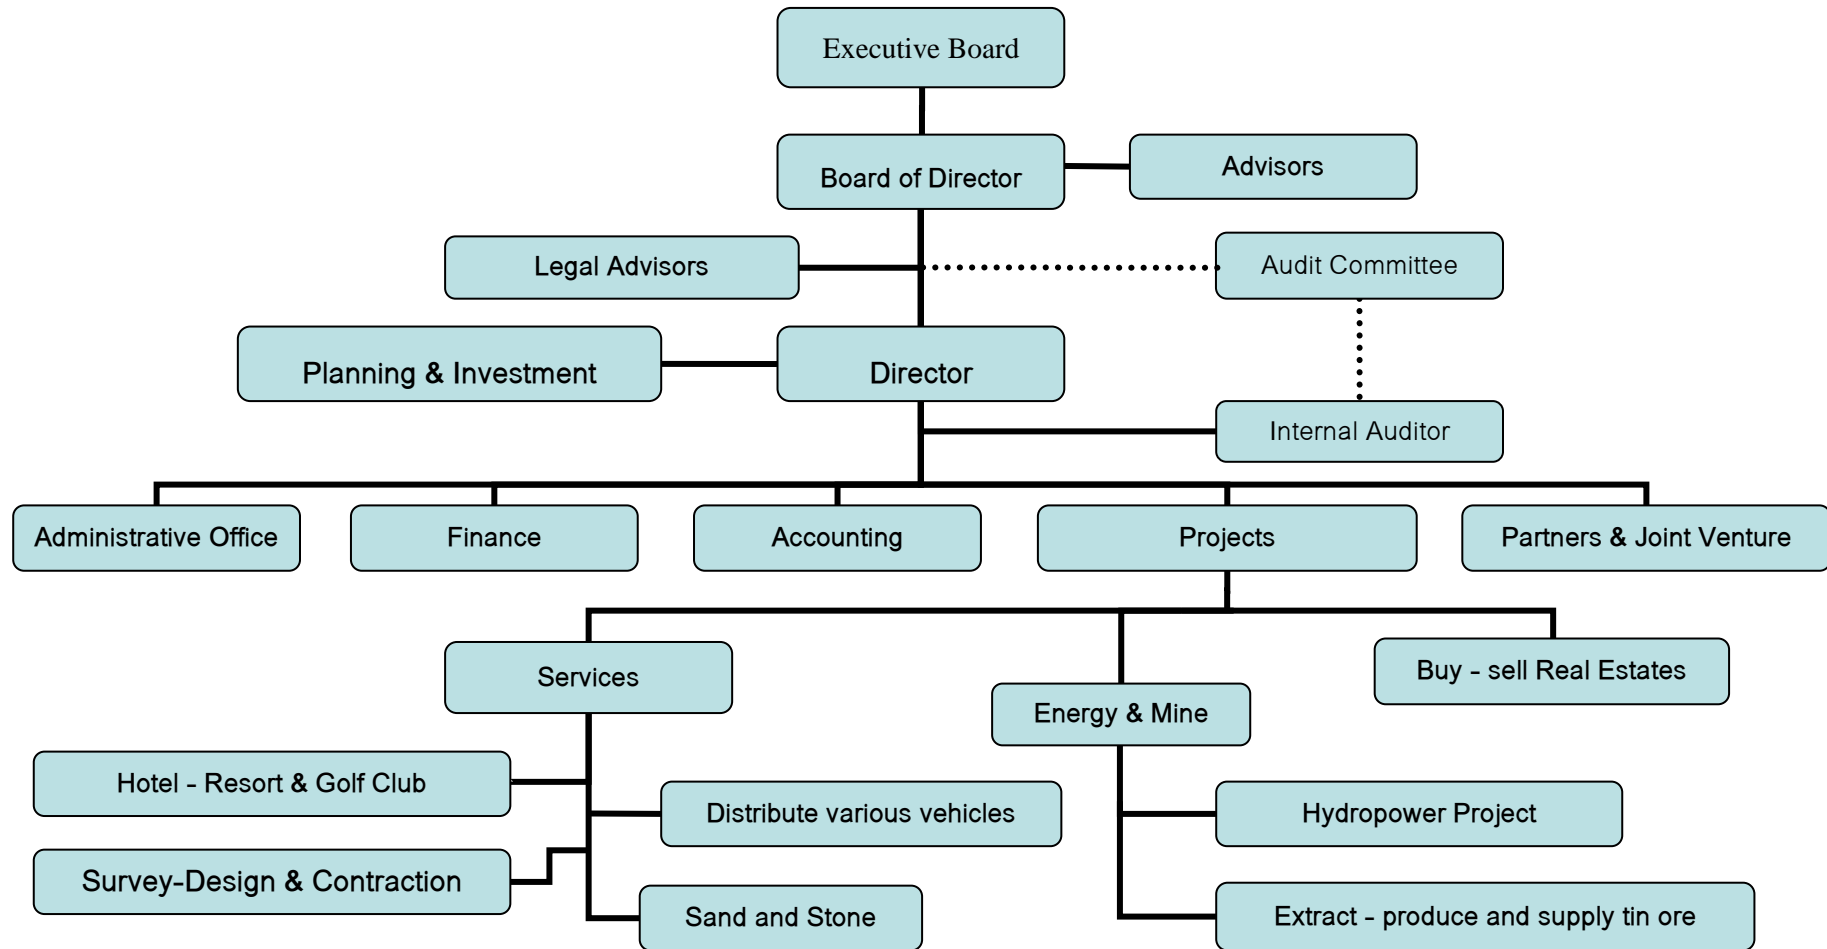 Executive Board
Board of Director
Advisors
Legal Advisors
Audit Committee
Planning & Investment
Director
Internal Auditor
Administrative Office
Finance
Accounting
Projects
Partners & Joint Venture
Services
Buy - sell Real Estates
Energy & Mine
Hotel - Resort & Golf Club
Distribute various vehicles
Hydropower Project
Survey-Design & Contraction
Sand and Stone
Extract - produce and supply tin ore